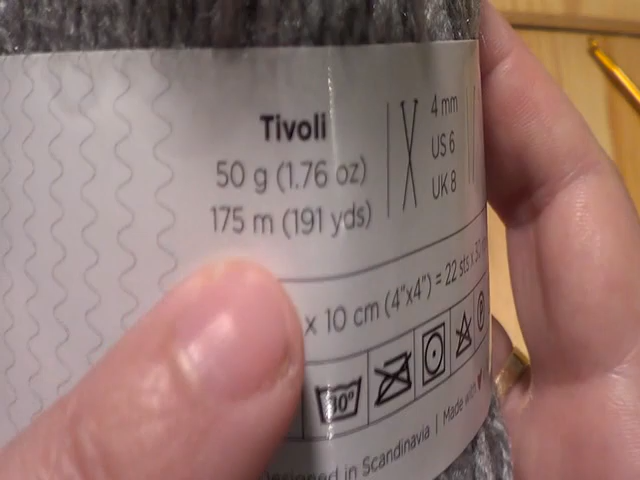 Tivoli
50 g (1.76 oz)
175 m (191 yds)
4 mm
US 6
UK 8
x 10 cm (4"x4") = 22 sts x
30°
P
in Scandinavia | Made with